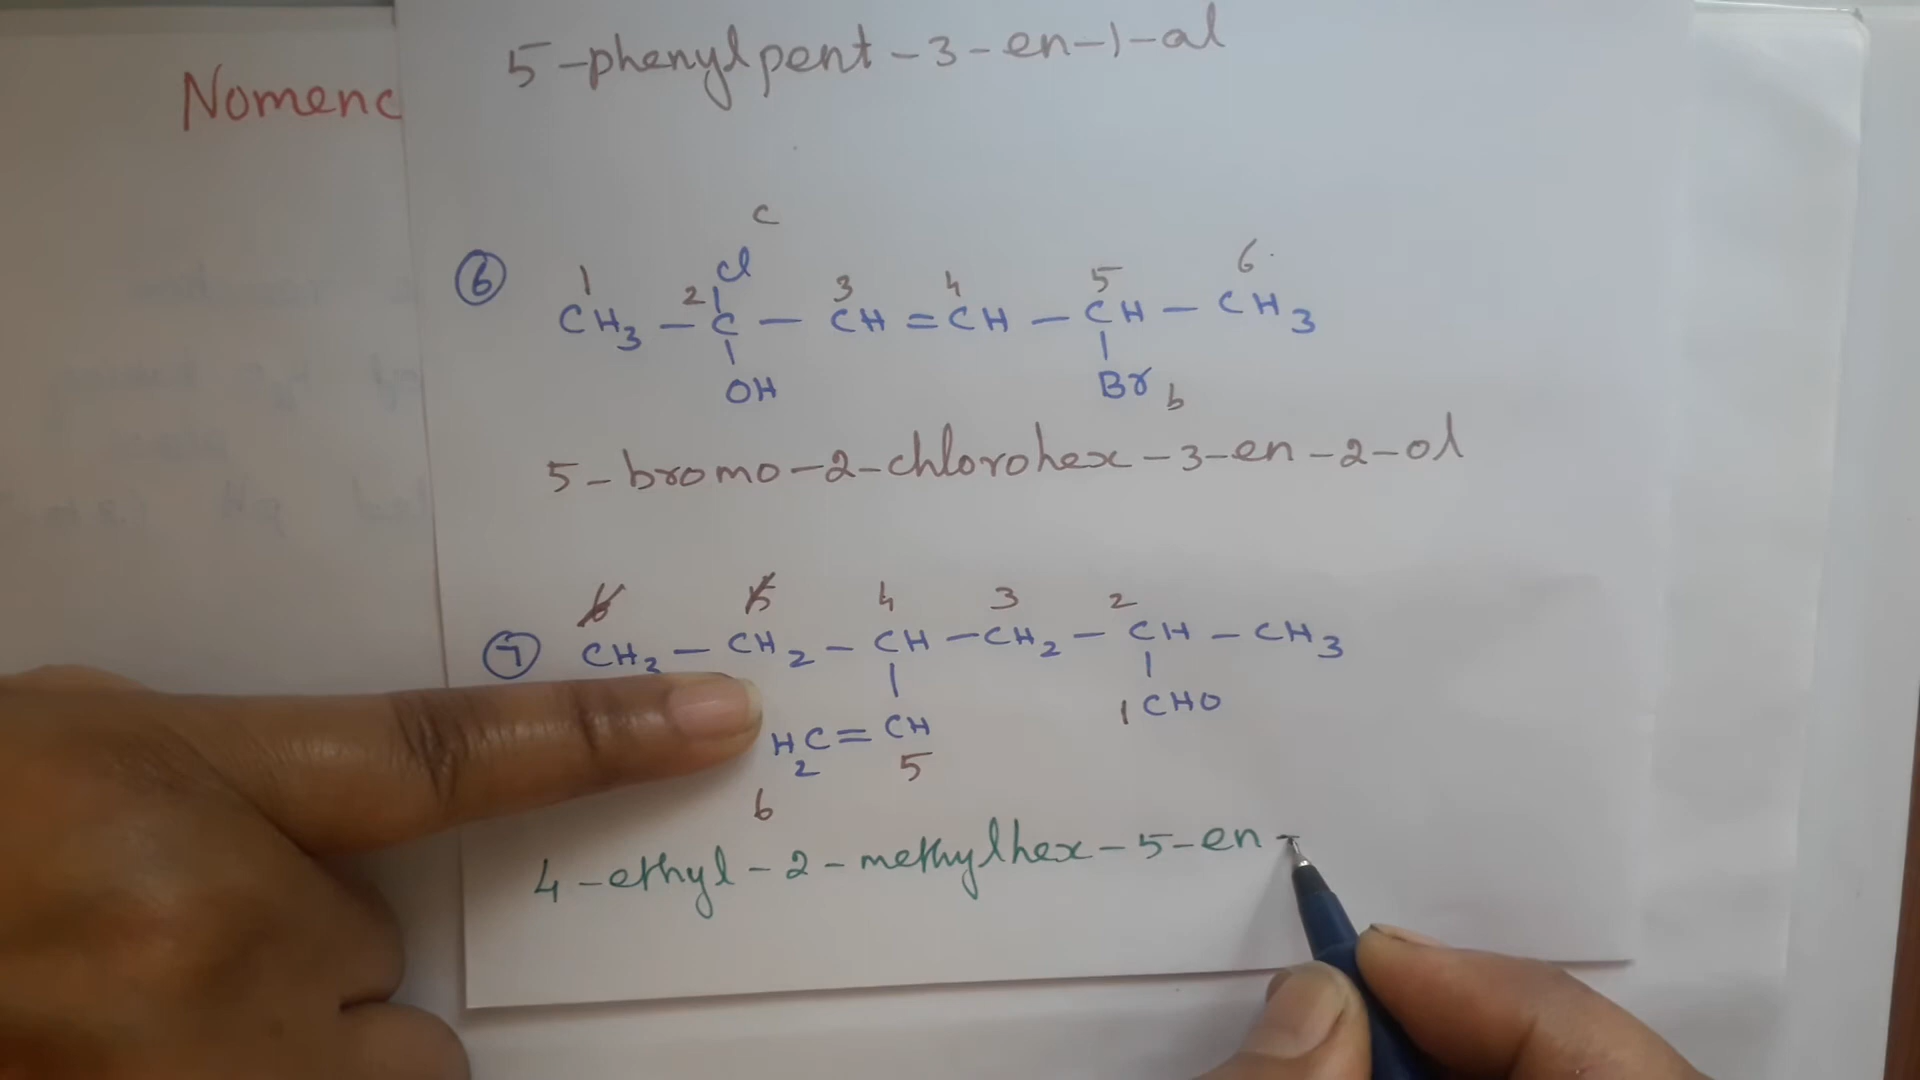 5-phenylpent-3-en-1-al
Nomenc
c
⑥ 1 2 Cl 3 4 5 6
CH3 - C - CH = CH - CH - CH3
OH Br b
5-bromo-2-chlorohex-3-en-2-ol
6 5 4 3 2
⑦ CH2 - CH2 - CH - CH2 - CH - CH3
1 CHO
H2C = CH
5
6
4-ethyl-2-methylhex-5-en-